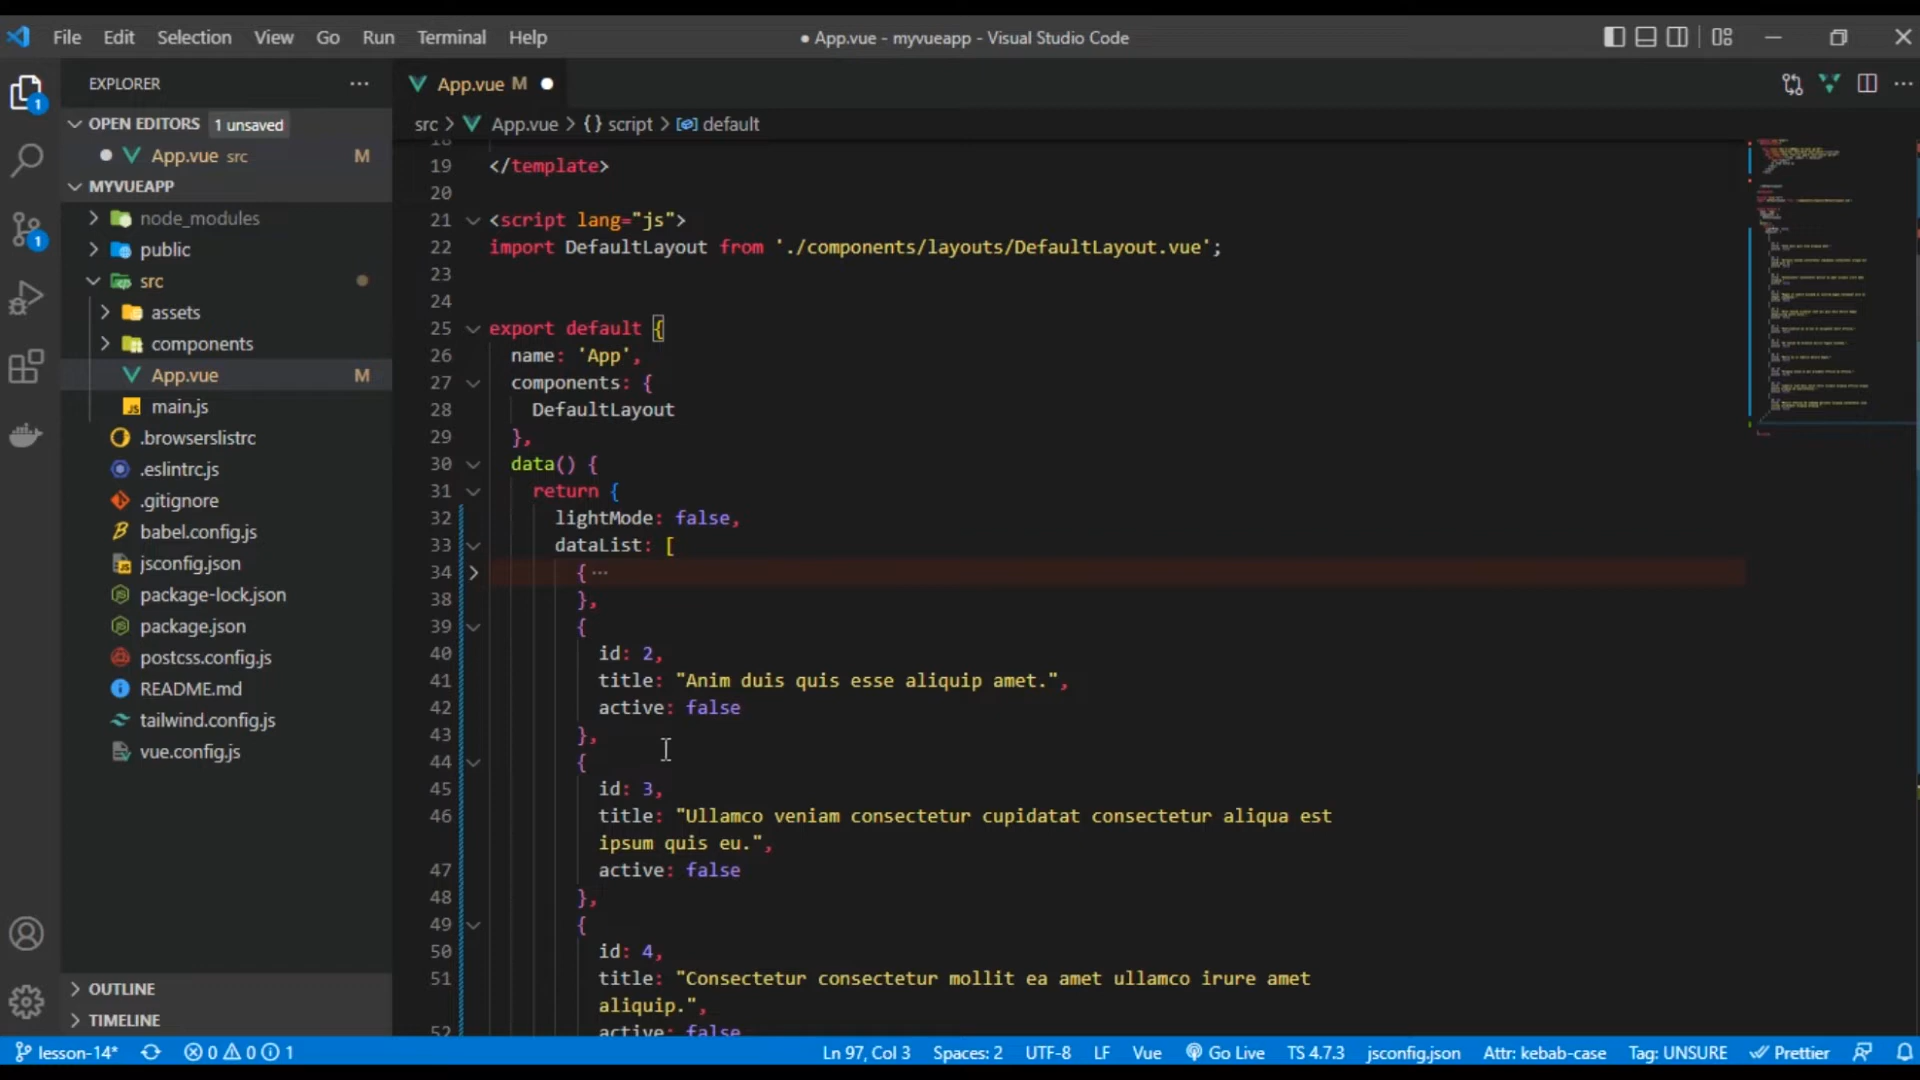 File Edit Selection View Go Run Terminal Help
● App.vue - myvueapp - Visual Studio Code
EXPLORER
OPEN EDITORS 1 unsaved
App.vue src M
MYVUEAPP
node_modules
public
src
assets
components
App.vue M
main.js
.browserslistrc
.eslintrc.js
.gitignore
babel.config.js
jsconfig.json
package-lock.json
package.json
postcss.config.js
README.md
tailwind.config.js
vue.config.js
OUTLINE
TIMELINE
App.vue M
src > App.vue > {} script > default
18
19 </template>
20
21 <script lang="js">
22 import DefaultLayout from './components/layouts/DefaultLayout.vue';
23
24
25 export default {
26 name: 'App',
27 components: {
28 DefaultLayout
29 },
30 data() {
31 return {
32 lightMode: false,
33 dataList: [
34 { ···
38 },
39 {
40 id: 2,
41 title: "Anim duis quis esse aliquip amet.",
42 active: false
43 },
44 {
45 id: 3,
46 title: "Ullamco veniam consectetur cupidatat consectetur aliqua est
ipsum quis eu.",
47 active: false
48 },
49 {
50 id: 4,
51 title: "Consectetur consectetur mollit ea amet ullamco irure amet
aliquip.",
52 active: false
lesson-14* 0 0 1 Ln 97, Col 3 Spaces: 2 UTF-8 LF Vue Go Live TS 4.7.3 jsconfig.json Attr: kebab-case Tag: UNSURE Prettier